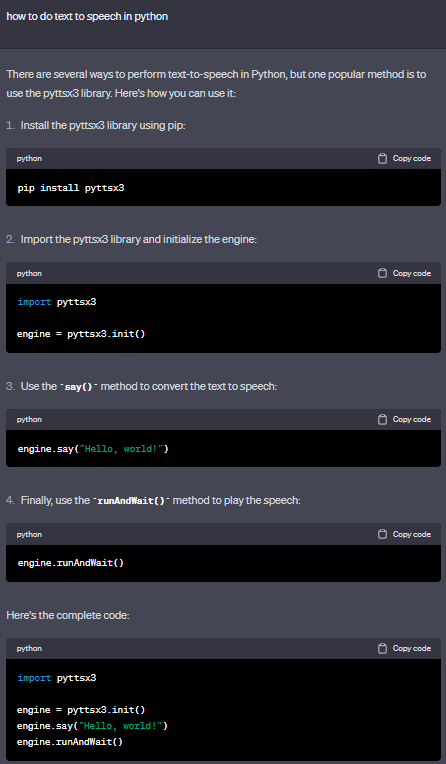 how to do text to speech in python
There are several ways to perform text-to-speech in Python, but one popular method is to
use the pyttsx3 library. Here's how you can use it:
1. Install the pyttsx3 library using pip:
python Copy code
pip install pyttsx3
2. Import the pyttsx3 library and initialize the engine:
python Copy code
import pyttsx3
engine = pyttsx3.init()
3. Use the `say()` method to convert the text to speech:
python Copy code
engine.say("Hello, world!")
4. Finally, use the `runAndWait()` method to play the speech:
python Copy code
engine.runAndWait()
Here's the complete code:
python Copy code
import pyttsx3
engine = pyttsx3.init()
engine.say("Hello, world!")
engine.runAndWait()